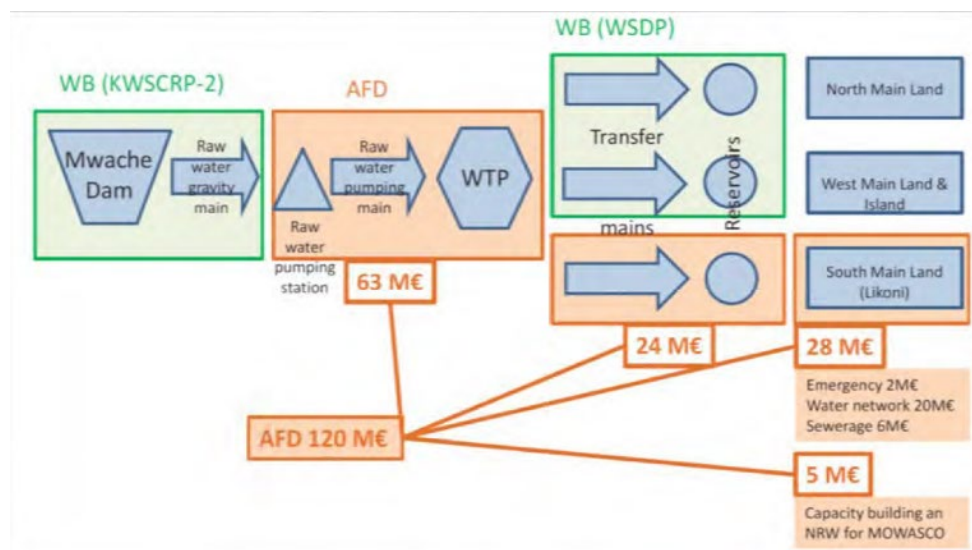 WB (KWSCRP-2)
AFD
WB (WSDP)
Mwache
Dam
Raw
water
gravity
main
Raw
water
pumping
station
Raw
water
pumping
main
WTP
Transfer
mains
Reservoirs
North Main Land
West Main Land &
Island
South Main Land
(Likoni)
63 M€
24 M€
28 M€
Emergency 2M€
Water network 20M€
Sewerage 6M€
AFD 120 M€
5 M€
Capacity building an
NRW for MOWASCO